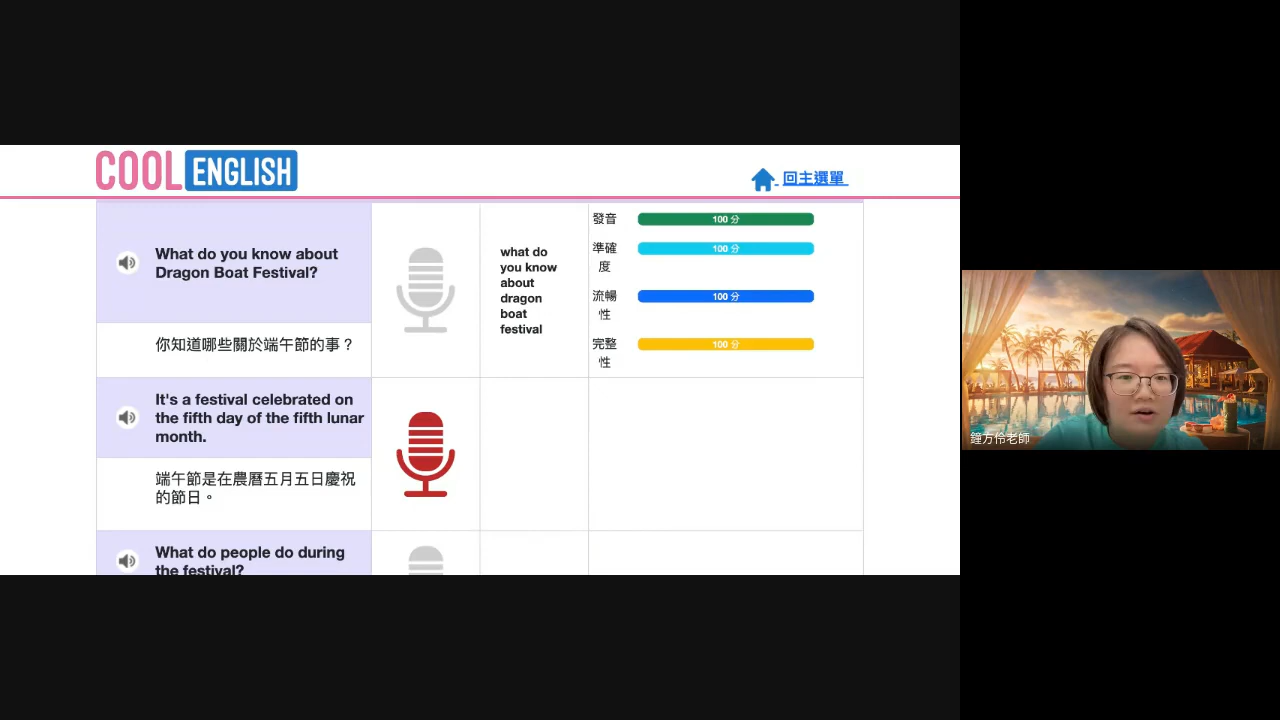 COOL ENGLISH
回主選單
What do you know about
Dragon Boat Festival?
你知道哪些關於端午節的事？
what do
you know
about
dragon
boat
festival
發音
100 分
準確
度
100 分
流暢
性
100 分
完整
性
100 分
It's a festival celebrated on
the fifth day of the fifth lunar
month.
端午節是在農曆五月五日慶祝
的節日。
What do people do during
the festival?
鐘方伶老師